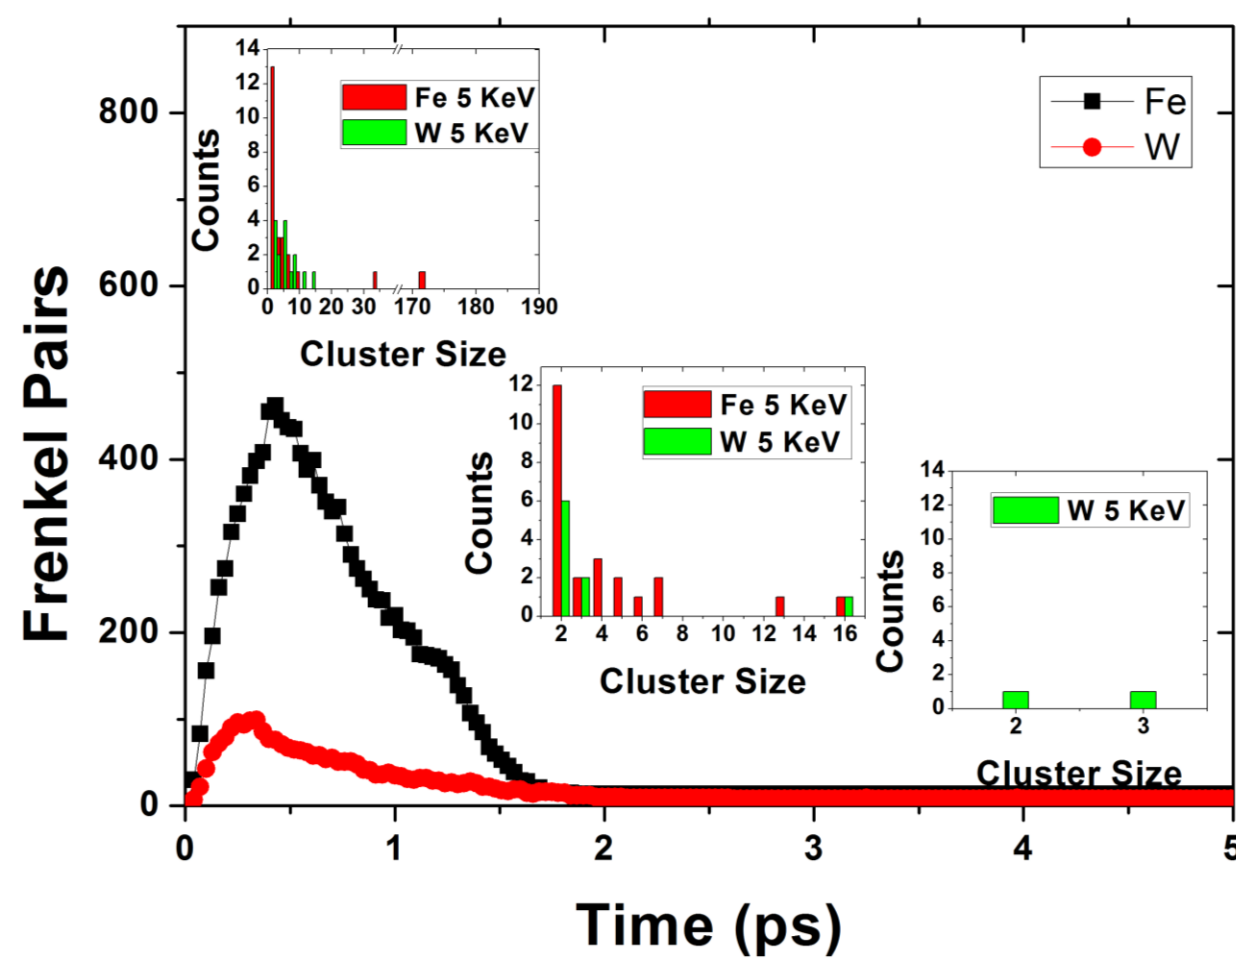 Frenkel Pairs
800
600
400
200
0
0 1 2 3 4 5
Time (ps)
Fe
W
Counts
14
12
10
8
6
4
2
0
0 10 20 30 170 180 190
Cluster Size
Fe 5 KeV
W 5 KeV
Counts
12
10
8
6
4
2
0
2 4 6 8 10 12 14 16
Cluster Size
Fe 5 KeV
W 5 KeV
Counts
14
12
10
8
6
4
2
0
2 3
Cluster Size
W 5 KeV